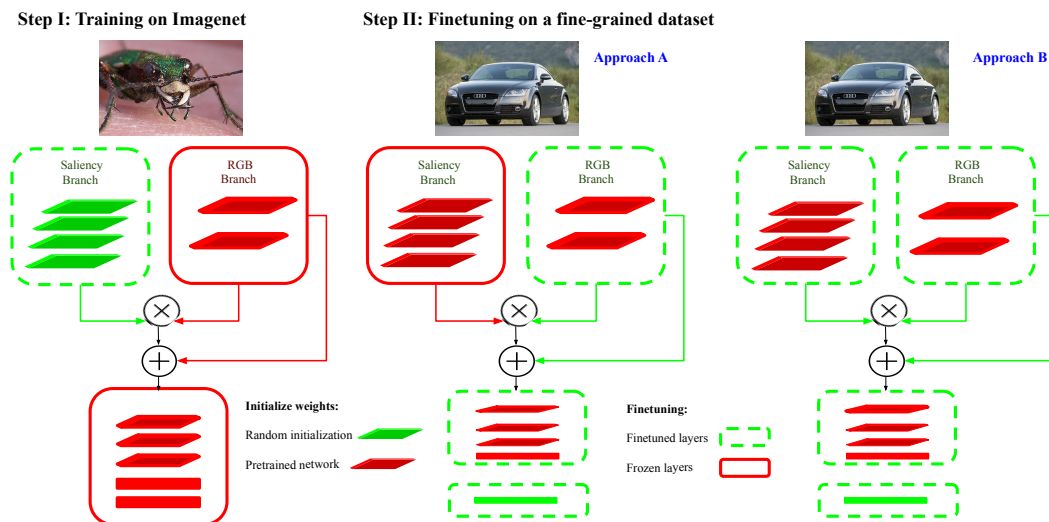 Step I: Training on Imagenet
Step II: Finetuning on a fine-grained dataset
Approach A
Approach B
Saliency
Branch
RGB
Branch
Saliency
Branch
RGB
Branch
Saliency
Branch
RGB
Branch
Initialize weights:
Random initialization
Pretrained network
Finetuning:
Finetuned layers
Frozen layers